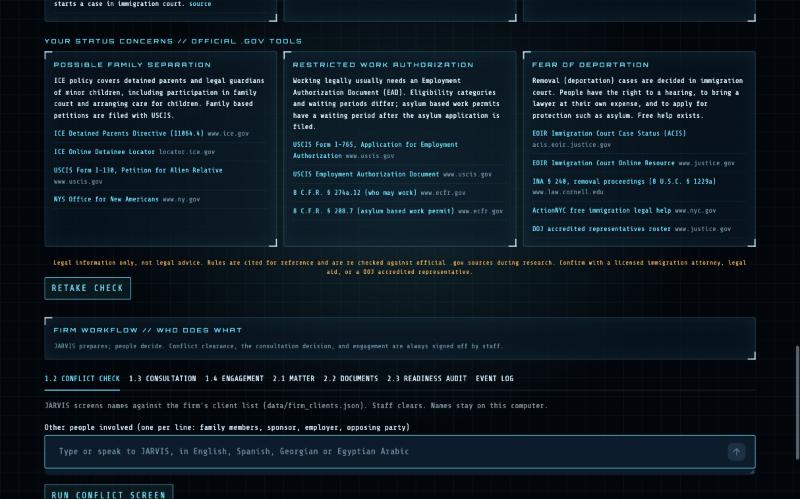 starts a case in immigration court. source
YOUR STATUS CONCERNS // OFFICIAL .GOV TOOLS
POSSIBLE FAMILY SEPARATION
ICE policy covers detained parents and legal guardians
of minor children, including participation in family
court and arranging care for children. Family based
petitions are filed with USCIS.
ICE Detained Parents Directive (11064.4) www.ice.gov
ICE Online Detainee Locator locator.ice.gov
USCIS Form I-130, Petition for Alien Relative
www.uscis.gov
NYS Office for New Americans www.ny.gov
RESTRICTED WORK AUTHORIZATION
Working legally usually needs an Employment
Authorization Document (EAD). Eligibility categories
and waiting periods differ; asylum based work permits
have a waiting period after the asylum application is
filed.
USCIS Form I-765, Application for Employment
Authorization www.uscis.gov
USCIS Employment Authorization Document www.uscis.gov
8 C.F.R. § 274a.12 (who may work) www.ecfr.gov
8 C.F.R. § 208.7 (asylum based work permit) www.ecfr.gov
FEAR OF DEPORTATION
Removal (deportation) cases are decided in immigration
court. People have the right to a hearing, to bring a
lawyer at their own expense, and to apply for
protection such as asylum. Free help exists.
EOIR Immigration Court Case Status (ACIS)
acis.eoir.justice.gov
EOIR Immigration Court Online Resource www.justice.gov
INA § 240, removal proceedings (8 U.S.C. § 1229a)
www.law.cornell.edu
ActionNYC free immigration legal help www.nyc.gov
DOJ accredited representatives roster www.justice.gov
Legal information only, not legal advice. Rules are cited for reference and are re checked against official .gov sources during research. Confirm with a licensed immigration attorney, legal
aid, or a DOJ accredited representative.
RETAKE CHECK
FIRM WORKFLOW // WHO DOES WHAT
JARVIS prepares; people decide. Conflict clearance, the consultation decision, and engagement are always signed off by staff.
1.2 CONFLICT CHECK 1.3 CONSULTATION 1.4 ENGAGEMENT 2.1 MATTER 2.2 DOCUMENTS 2.3 READINESS AUDIT EVENT LOG
JARVIS screens names against the firm's client list (data/firm_clients.json). Staff clears. Names stay on this computer.
Other people involved (one per line: family members, sponsor, employer, opposing party)
Type or speak to JARVIS, in English, Spanish, Georgian or Egyptian Arabic
RUN CONFLICT SCREEN